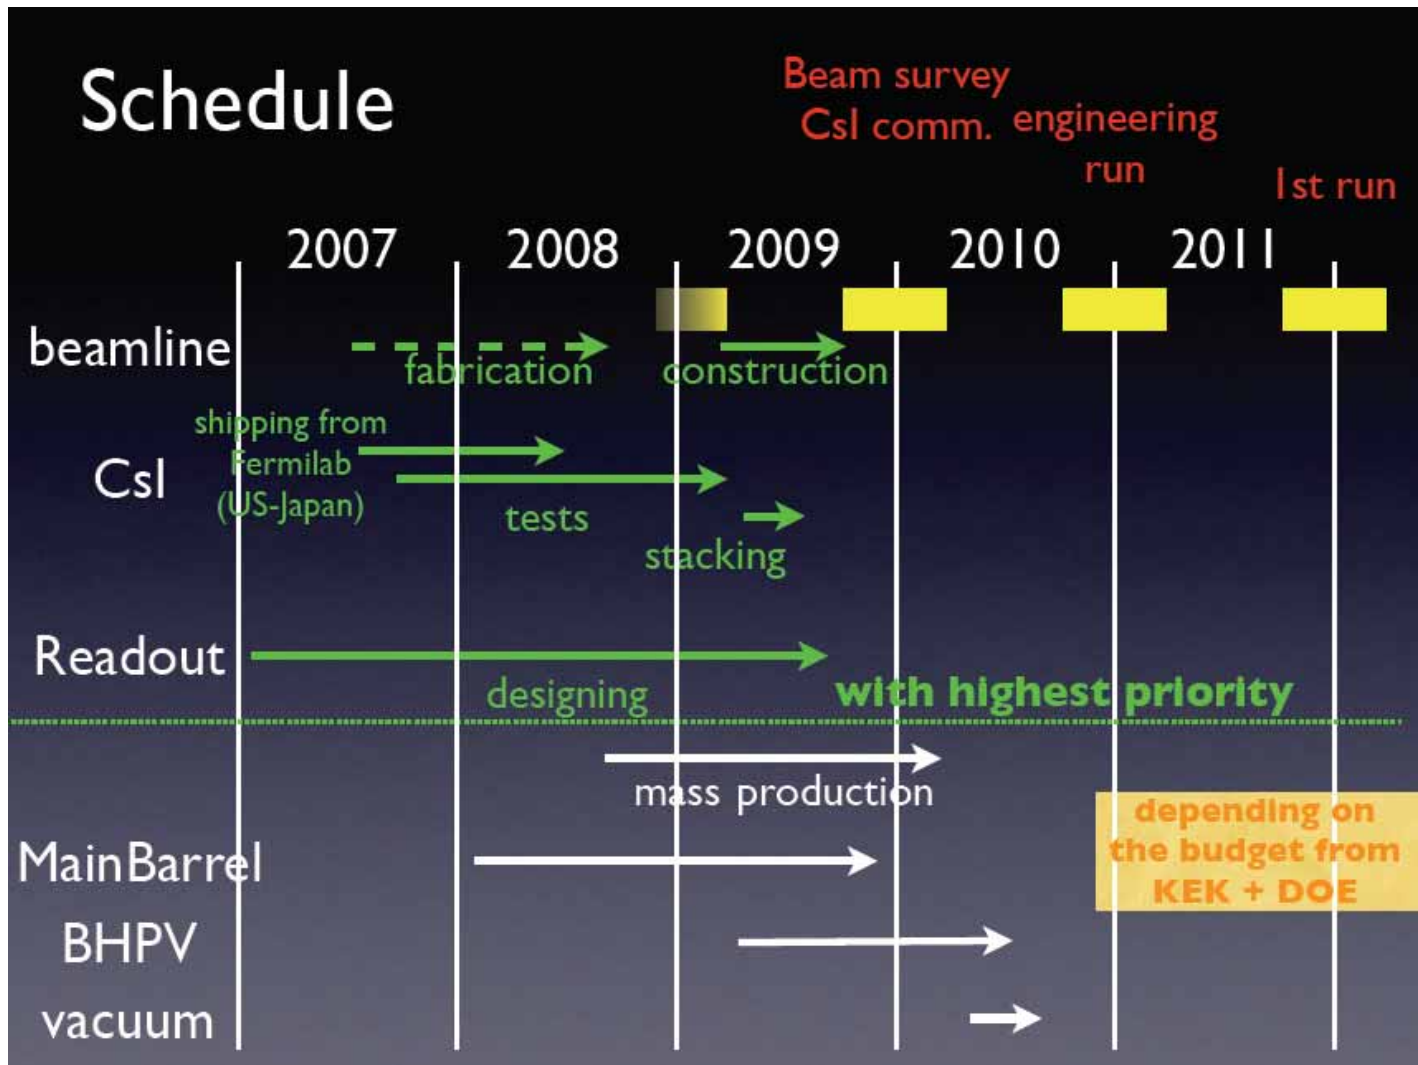 Schedule
Beam survey
CsI comm.
engineering
run
1st run
2007 2008 2009 2010 2011
beamline
fabrication
construction
shipping from
Fermilab
(US-Japan)
CsI
tests
stacking
Readout
designing
with highest priority
mass production
depending on
the budget from
KEK + DOE
MainBarrel
BHPV
vacuum